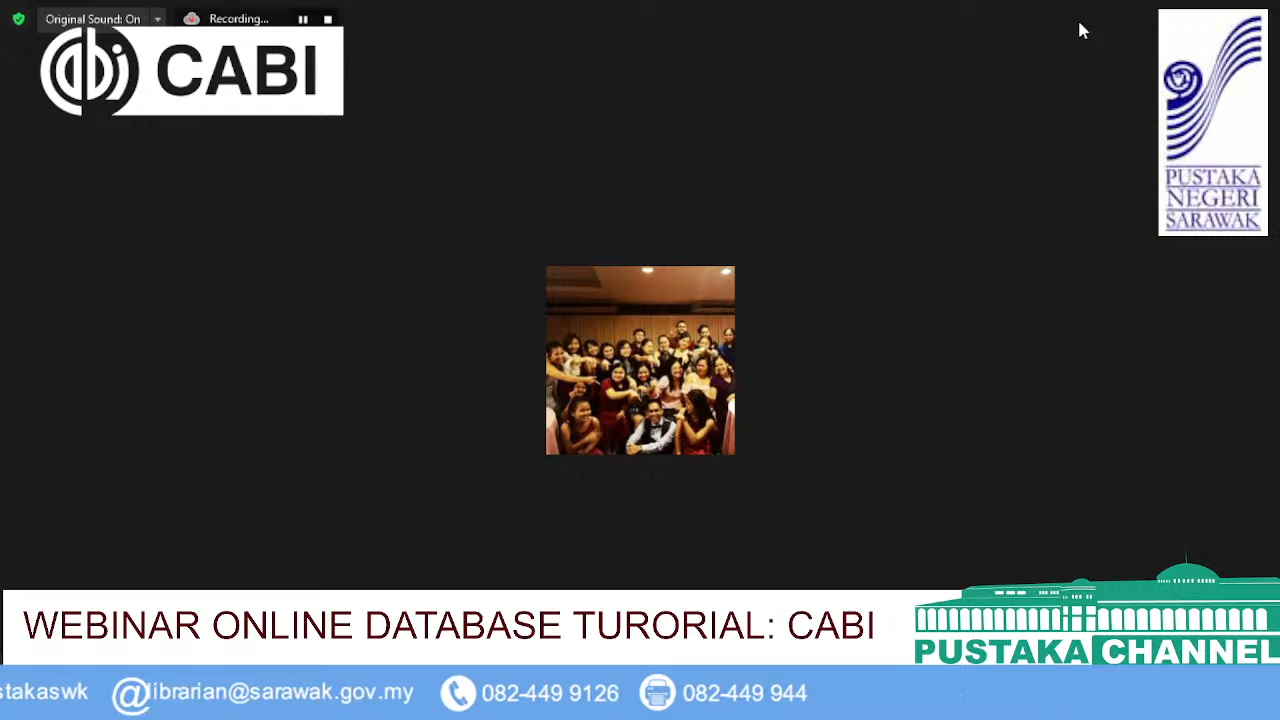 Original Sound: On
Recording...
CABI
PUSTAKA
NEGERI
SARAWAK
WEBINAR ONLINE DATABASE TURORIAL: CABI
PUSTAKA CHANNEL
stakaswk @librarian@sarawak.gov.my 082-449 9126 082-449 944